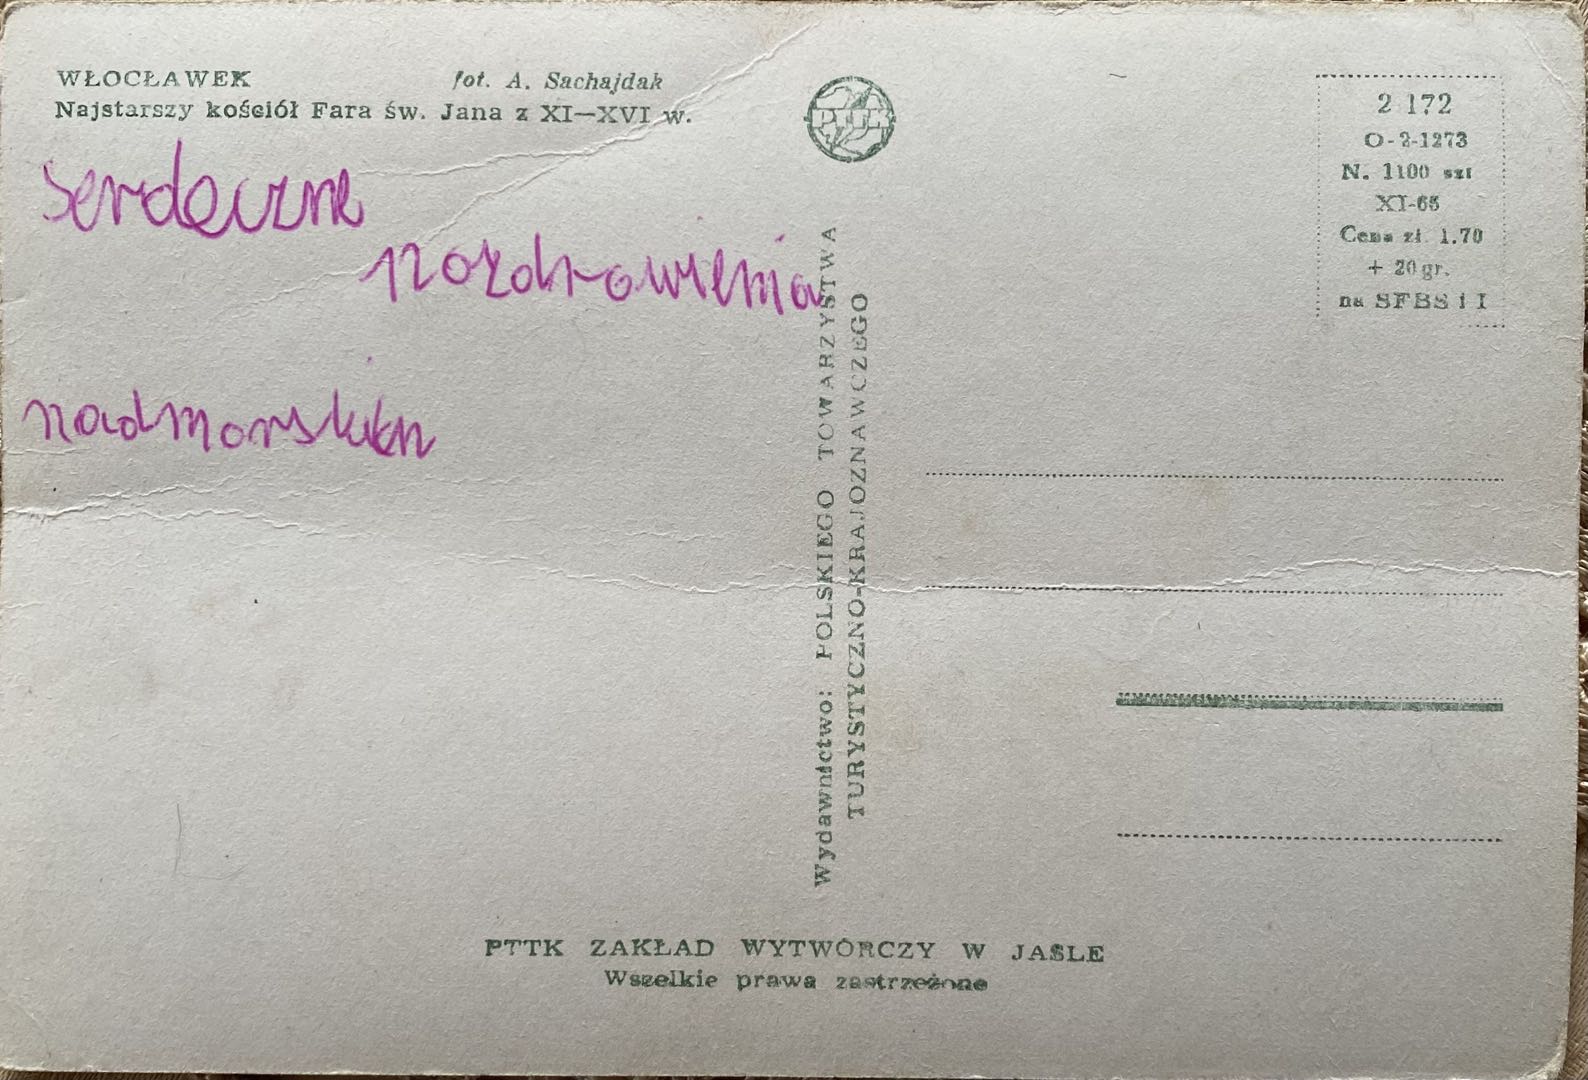 WŁOCŁAWEK fot. A. Sachajdak
Najstarszy kościół Fara św. Jana z XI—XVI w.
serdeczne
pozdrowienia
nadmorskie
PTTK
2 172
O-2-1273
N. 1100 szt
XI-65
Cena zł 1.70
+ 20 gr.
na SFBS i I
Wydawnictwo: POLSKIEGO TOWARZYSTWA
TURYSTYCZNO-KRAJOZNAWCZEGO
PTTK ZAKŁAD WYTWÓRCZY W JAŚLE
Wszelkie prawa zastrzeżone